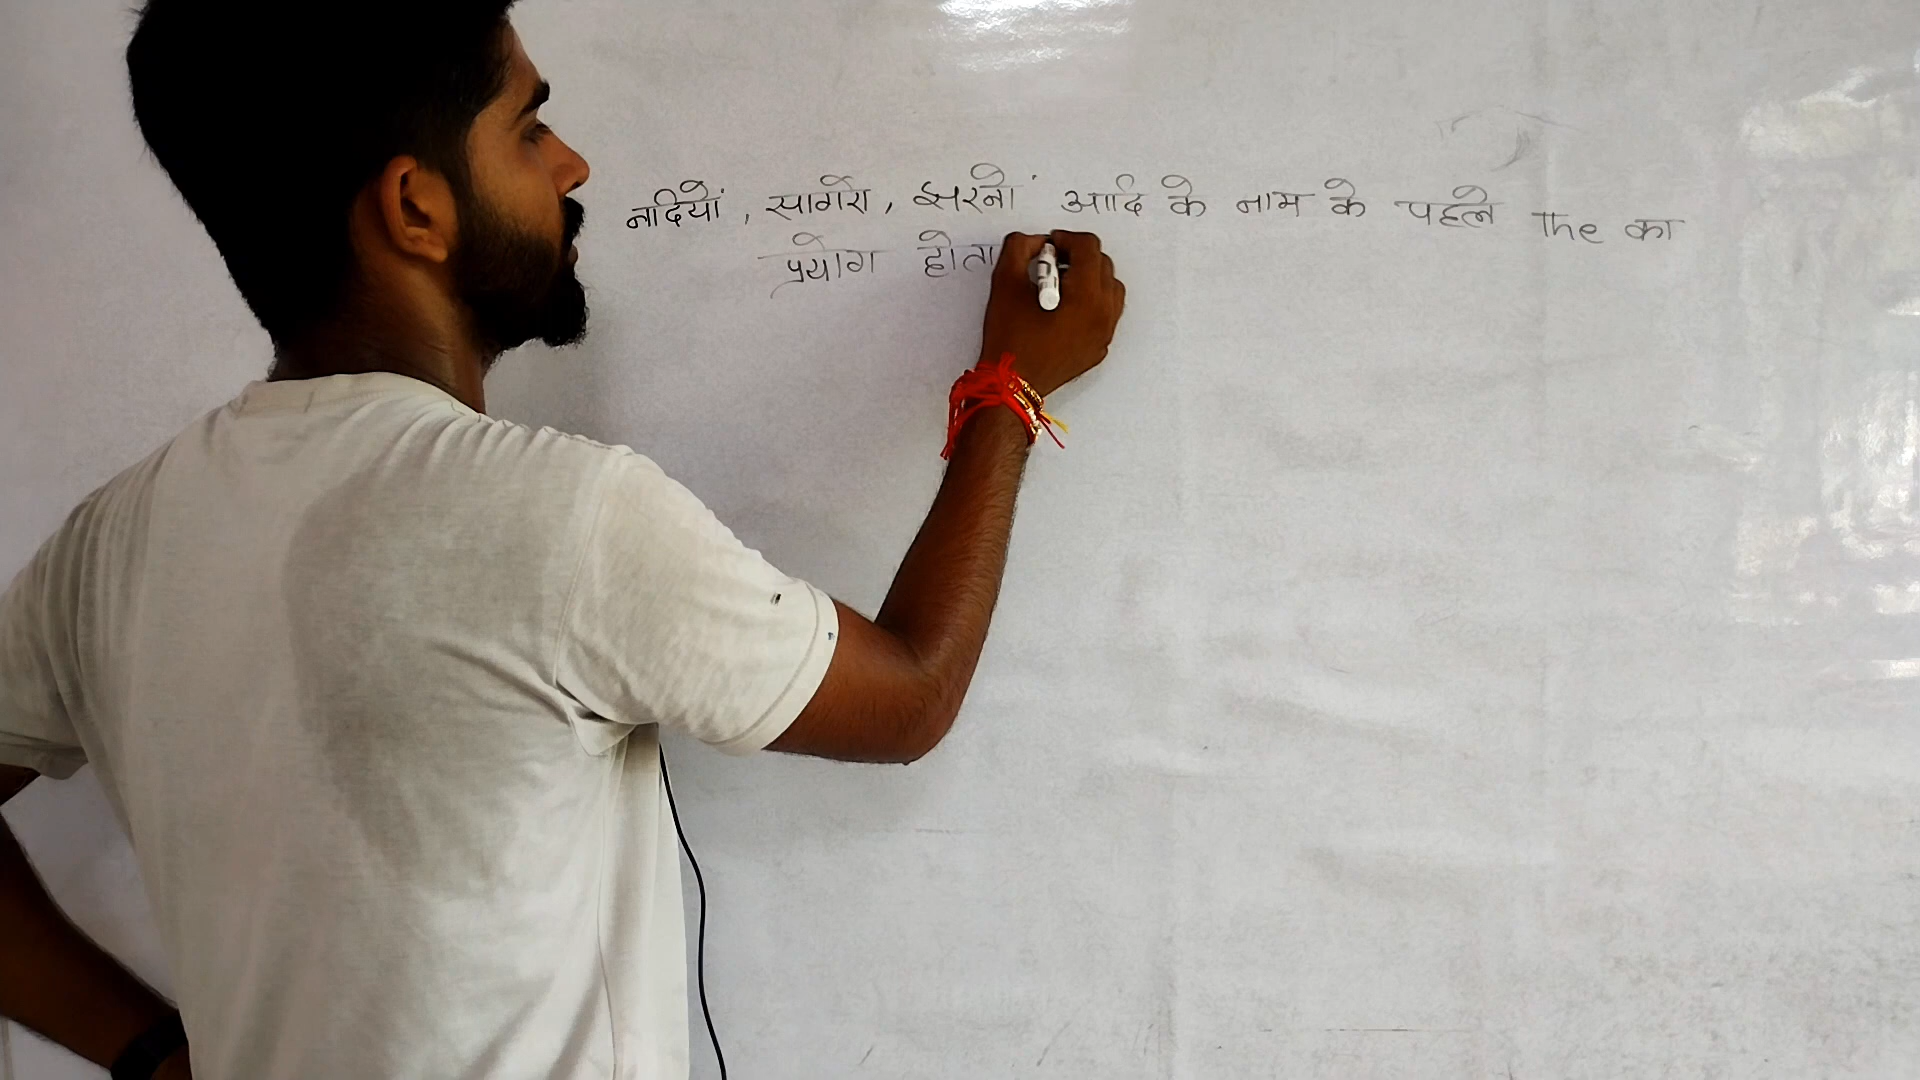 नदियों, सागरो, झरनों आदि के नाम के पहले The का
प्रयोग होता